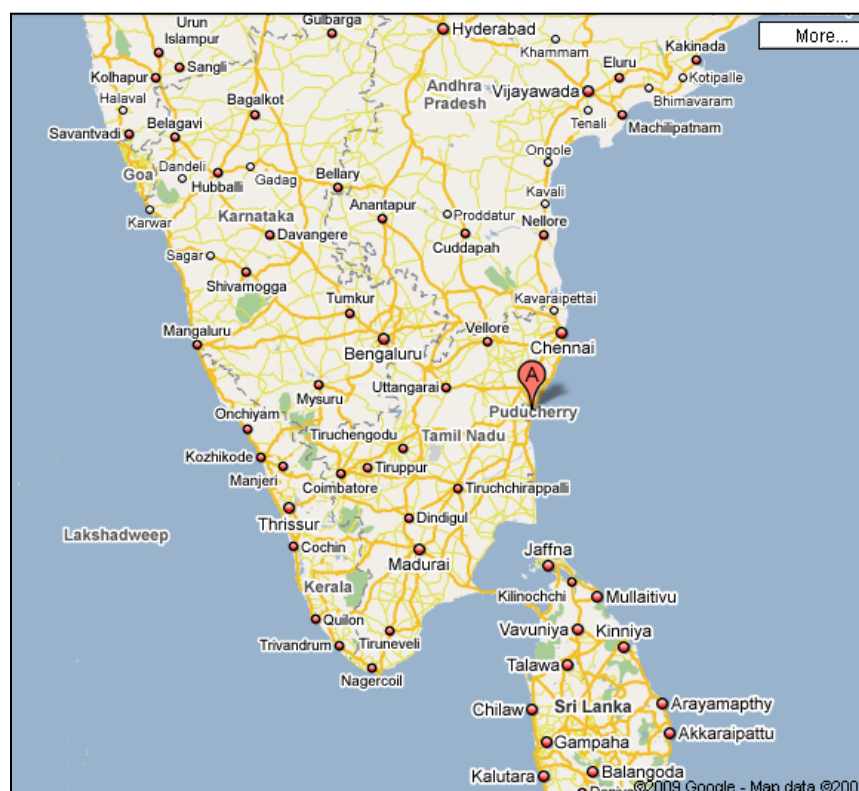 Gulbarga
Urun
Islampur
Hyderabad
More...
Khammam
Sangli
Kolhapur
Eluru
Kakinada
Kotipalle
Andhra
Pradesh
Vijayawada
Bhimavaram
Halaval
Bagalkot
Tenali
Machilipatnam
Savantvadi
Belagavi
Ongole
Dandeli
Goa
Hubballi
Gadag
Bellary
Kavali
Karwar
Karnataka
Anantapur
Proddatur
Nellore
Davangere
Cuddapah
Sagar
Shivamogga
Tumkur
Kavaraipettai
Mangaluru
Bengaluru
Vellore
Chennai
A
Mysuru
Uttangarai
Puducherry
Onchiyam
Tiruchengodu
Tamil Nadu
Kozhikode
Manjeri
Tiruppur
Coimbatore
Tiruchchirappalli
Thrissur
Dindigul
Lakshadweep
Cochin
Madurai
Jaffna
Kerala
Kilinochchi
Mullaitivu
Quilon
Vavuniya
Kinniya
Trivandrum
Tiruneveli
Talawa
Nagercoil
Chilaw
Sri Lanka
Arayamapthy
Akkaraipattu
Gampaha
Kalutara
Balangoda
©2009 Google - Map data ©200